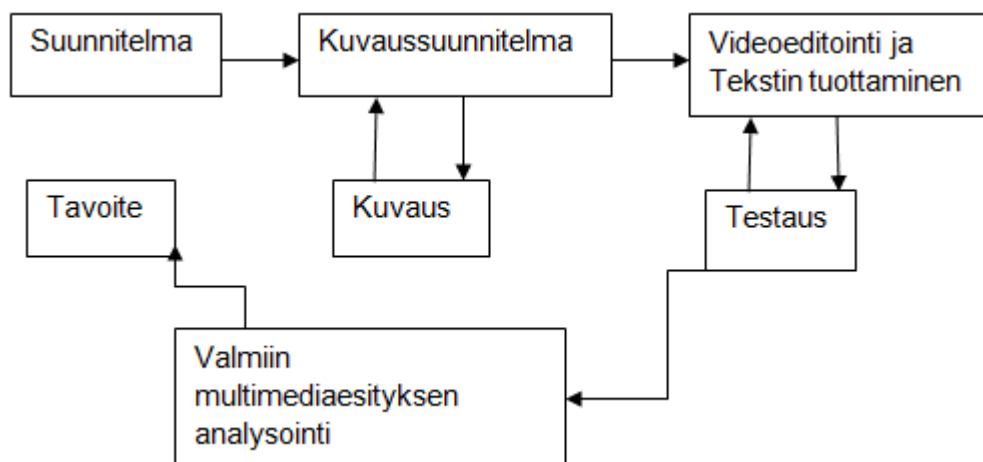 Suunnitelma
Kuvaussuunnitelma
Videoeditointi ja
Tekstin tuottaminen
Tavoite
Kuvaus
Testaus
Valmiin
multimediaesityksen
analysointi